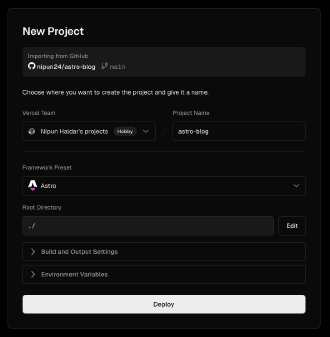 New Project
Importing from GitHub
nipun24/astro-blog main
Choose where you want to create the project and give it a name.
Vercel Team
Project Name
Nipun Haldar's projects Hobby
/
astro-blog
Framework Preset
Astro
Root Directory
./
Edit
Build and Output Settings
Environment Variables
Deploy